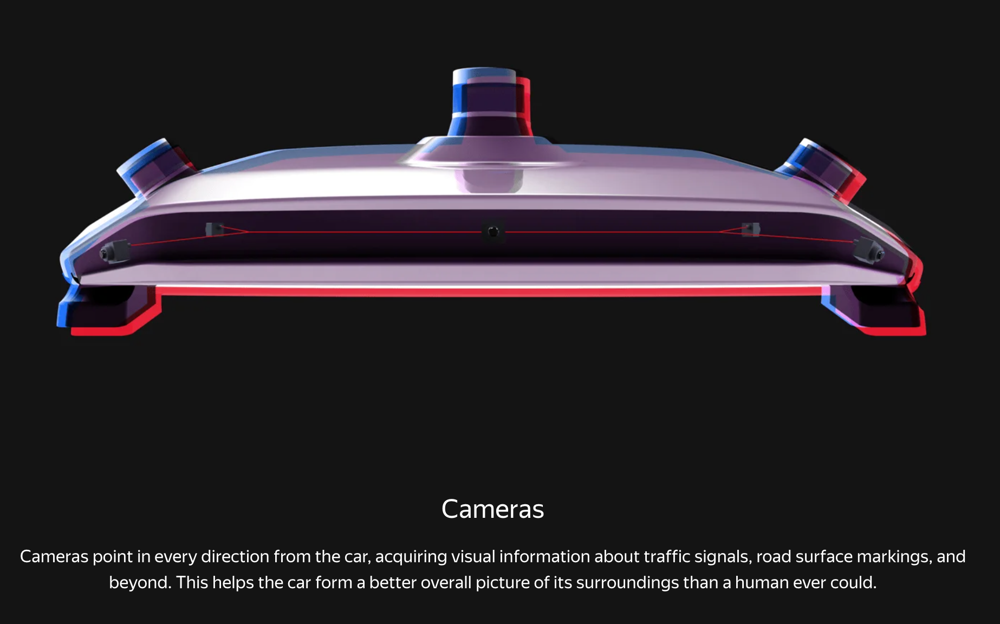 Cameras
Cameras point in every direction from the car, acquiring visual information about traffic signals, road surface markings, and
beyond. This helps the car form a better overall picture of its surroundings than a human ever could.